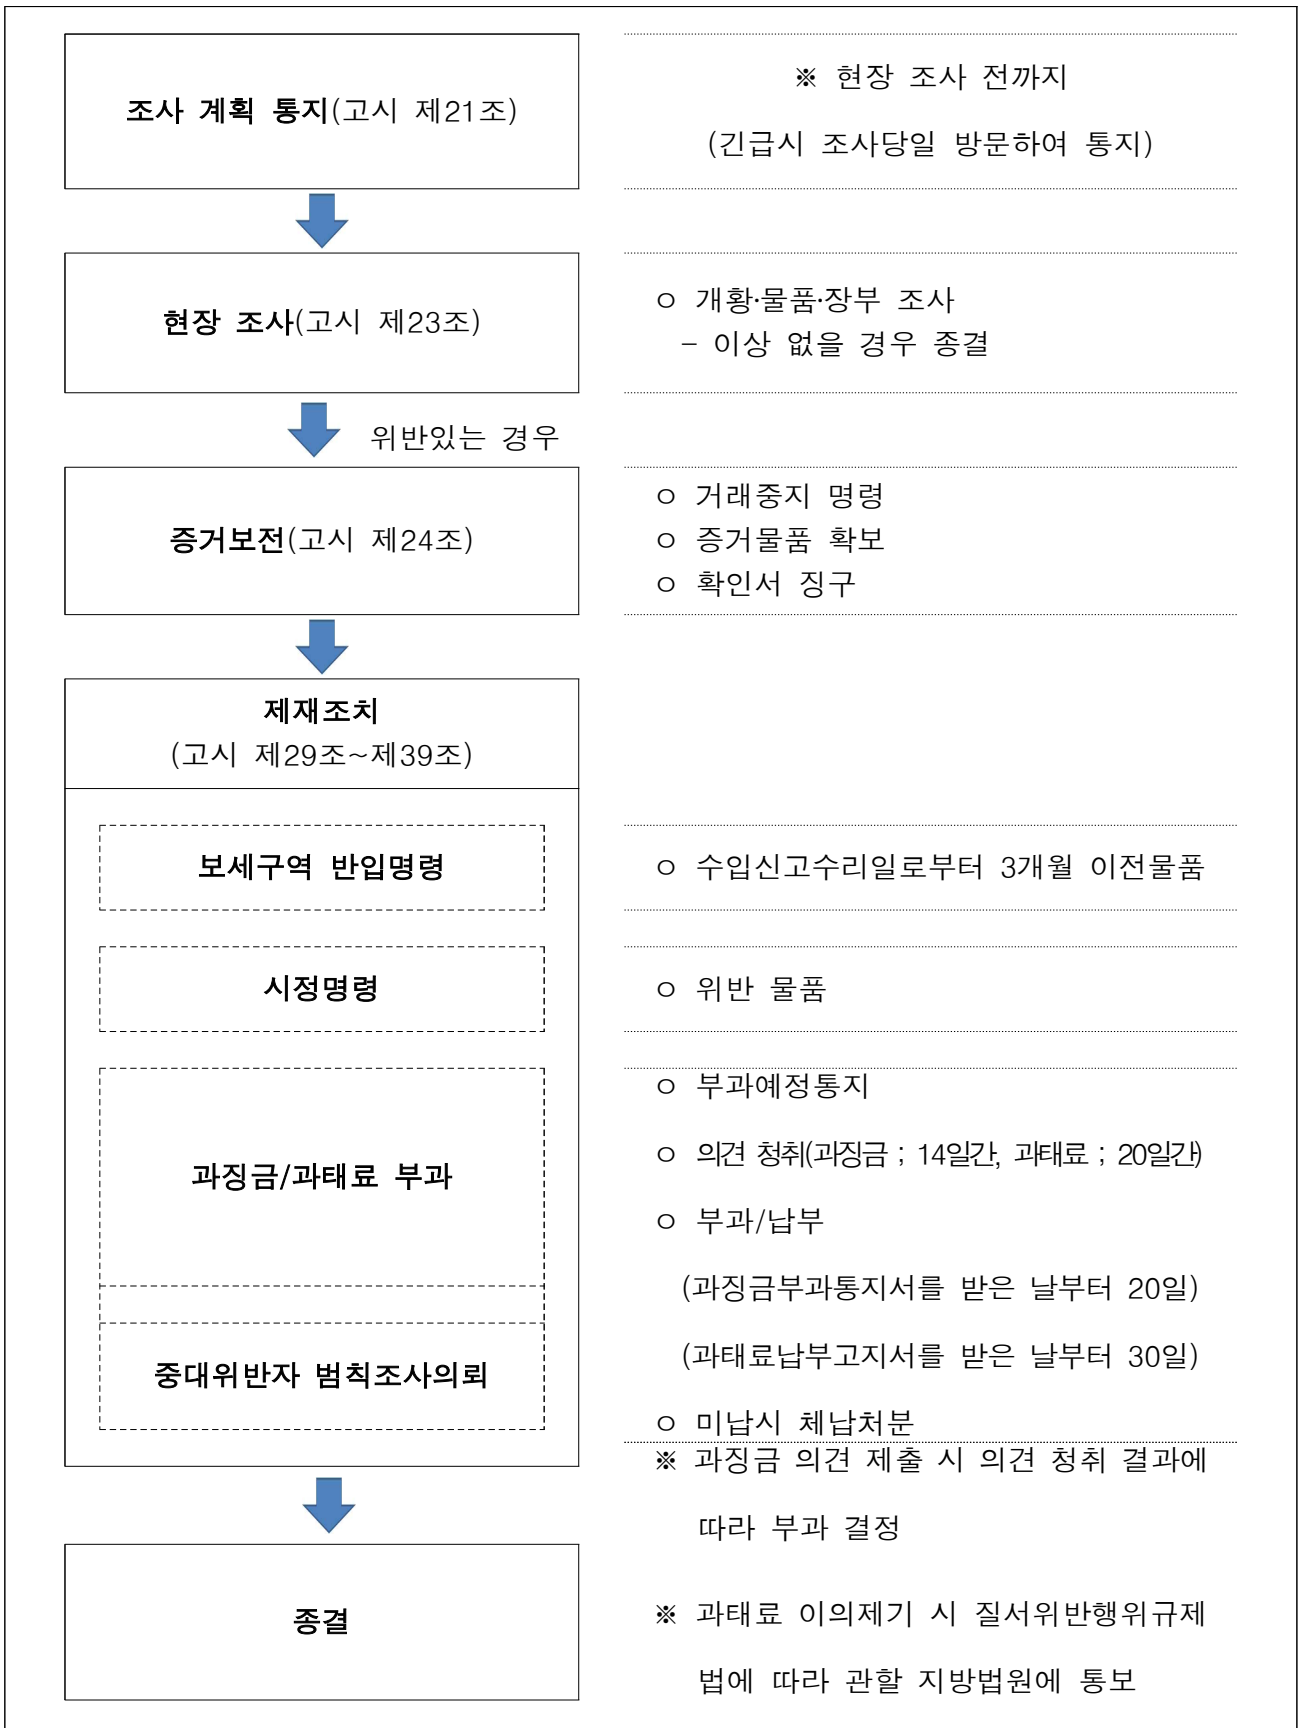 조사 계획 통지(고시 제21조)
※ 현장 조사 전까지
(긴급시 조사당일 방문하여 통지)
현장 조사(고시 제23조)
ㅇ 개황·물품·장부 조사
- 이상 없을 경우 종결
위반있는 경우
증거보전(고시 제24조)
ㅇ 거래중지 명령
ㅇ 증거물품 확보
ㅇ 확인서 징구
제재조치
(고시 제29조~제39조)
보세구역 반입명령
ㅇ 수입신고수리일로부터 3개월 이전물품
시정명령
ㅇ 위반 물품
과징금/과태료 부과
ㅇ 부과예정통지
ㅇ 의견 청취(과징금 ; 14일간, 과태료 ; 20일간)
ㅇ 부과/납부
(과징금부과통지서를 받은 날부터 20일)
중대위반자 범칙조사의뢰
(과태료납부고지서를 받은 날부터 30일)
ㅇ 미납시 체납처분
※ 과징금 의견 제출 시 의견 청취 결과에
따라 부과 결정
종결
※ 과태료 이의제기 시 질서위반행위규제
법에 따라 관할 지방법원에 통보